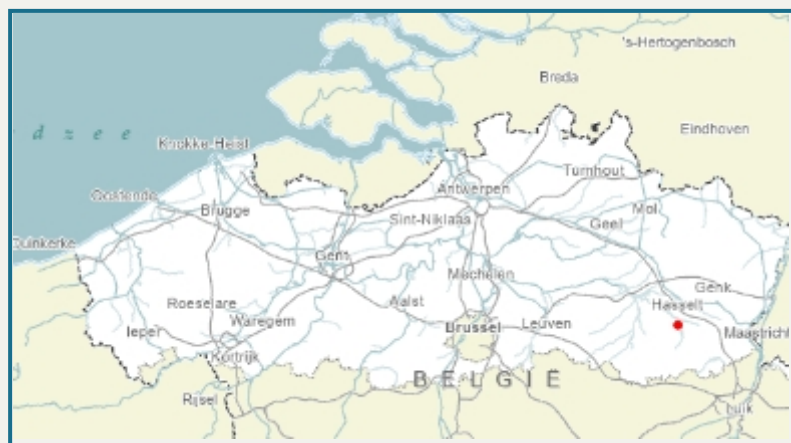 's-Hertogenbosch
Breda
Eindhoven
dzee
Knokke-Heist
Turnhout
Antwerpen
Oostende
Brugge
Sint-Niklaas
Geel
Mol
Duinkerke
Gent
Mechelen
Genk
Roeselare
Aalst
Hasselt
Waregem
Ieper
Brussel
Leuven
Maastricht
Kortrijk
BELGIË
Rijsel
Luik